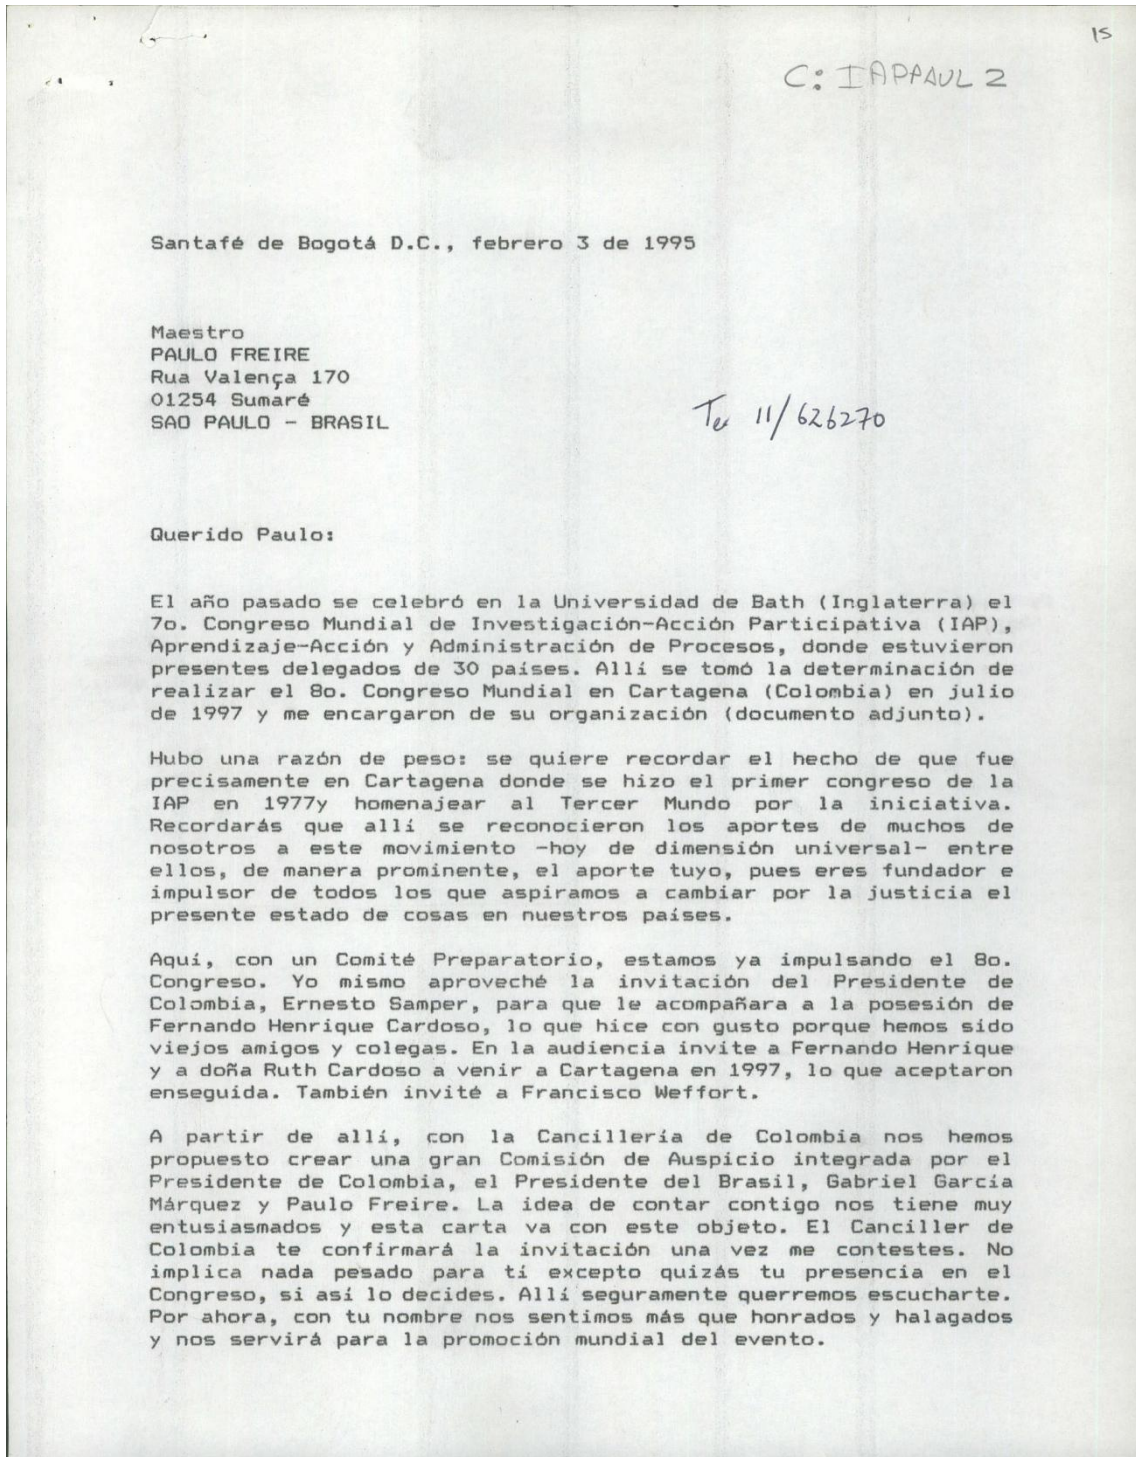 15
C: IAPPAUL 2
Santafé de Bogotá D.C., febrero 3 de 1995
Maestro
PAULO FREIRE
Rua Valença 170
01254 Sumaré
SAO PAULO - BRASIL
11/626270
Querido Paulo:
El año pasado se celebró en la Universidad de Bath (Inglaterra) el
7o. Congreso Mundial de Investigación-Acción Participativa (IAP),
Aprendizaje-Acción y Administración de Procesos, donde estuvieron
presentes delegados de 30 países. Allí se tomó la determinación de
realizar el 8o. Congreso Mundial en Cartagena (Colombia) en julio
de 1997 y me encargaron de su organización (documento adjunto).
Hubo una razón de peso: se quiere recordar el hecho de que fue
precisamente en Cartagena donde se hizo el primer congreso de la
IAP en 1977y homenajear al Tercer Mundo por la iniciativa.
Recordarás que allí se reconocieron los aportes de muchos de
nosotros a este movimiento -hoy de dimensión universal- entre
ellos, de manera prominente, el aporte tuyo, pues eres fundador e
impulsor de todos los que aspiramos a cambiar por la justicia el
presente estado de cosas en nuestros países.
Aquí, con un Comité Preparatorio, estamos ya impulsando el 8o.
Congreso. Yo mismo aproveché la invitación del Presidente de
Colombia, Ernesto Samper, para que le acompañara a la posesión de
Fernando Henrique Cardoso, lo que hice con gusto porque hemos sido
viejos amigos y colegas. En la audiencia invite a Fernando Henrique
y a doña Ruth Cardoso a venir a Cartagena en 1997, lo que aceptaron
enseguida. También invité a Francisco Weffort.
A partir de allí, con la Cancillería de Colombia nos hemos
propuesto crear una gran Comisión de Auspicio integrada por el
Presidente de Colombia, el Presidente del Brasil, Gabriel García
Márquez y Paulo Freire. La idea de contar contigo nos tiene muy
entusiasmados y esta carta va con este objeto. El Canciller de
Colombia te confirmará la invitación una vez me contestes. No
implica nada pesado para tí excepto quizás tu presencia en el
Congreso, si así lo decides. Allí seguramente querremos escucharte.
Por ahora, con tu nombre nos sentimos más que honrados y halagados
y nos servirá para la promoción mundial del evento.